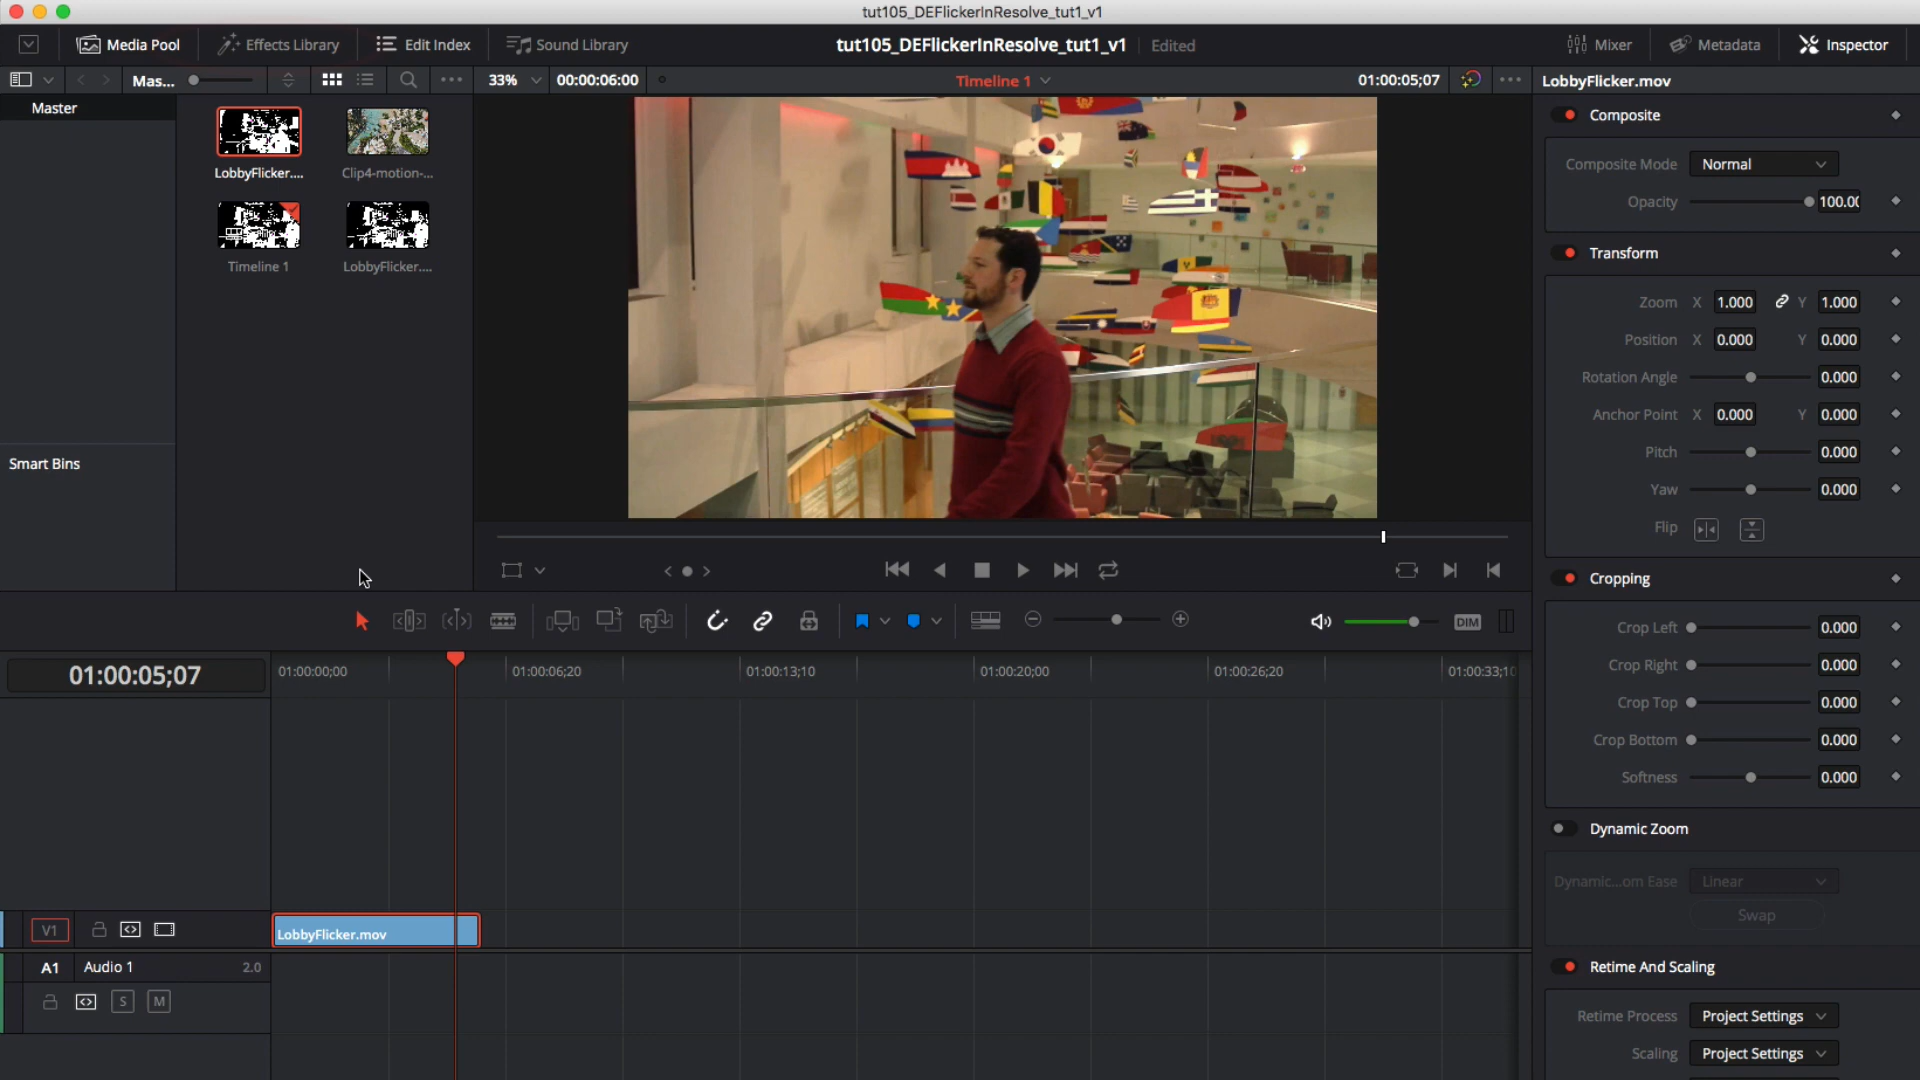 tut105_DEFlickerInResolve_tut1_v1
Media Pool
Effects Library
Edit Index
Sound Library
tut105_DEFlickerInResolve_tut1_v1
Edited
Mixer
Metadata
Inspector
Mas...
33%
00:00:06:00
Timeline 1
01:00:05;07
LobbyFlicker.mov
Master
LobbyFlicker....
Clip4-motion-...
Timeline 1
LobbyFlicker....
Smart Bins
Composite
Composite Mode Normal
Opacity 100.00
Transform
Zoom X 1.000 Y 1.000
Position X 0.000 Y 0.000
Rotation Angle 0.000
Anchor Point X 0.000 Y 0.000
Pitch 0.000
Yaw 0.000
Flip
Cropping
Crop Left 0.000
Crop Right 0.000
Crop Top 0.000
Crop Bottom 0.000
Softness 0.000
Dynamic Zoom
Dynamic...om Ease Linear
Swap
Retime And Scaling
Retime Process Project Settings
Scaling Project Settings
DIM
01:00:05;07
01:00:00;00
01:00:06;20
01:00:13;10
01:00:20;00
01:00:26;20
01:00:33;10
V1
LobbyFlicker.mov
A1 Audio 1 2.0
S M